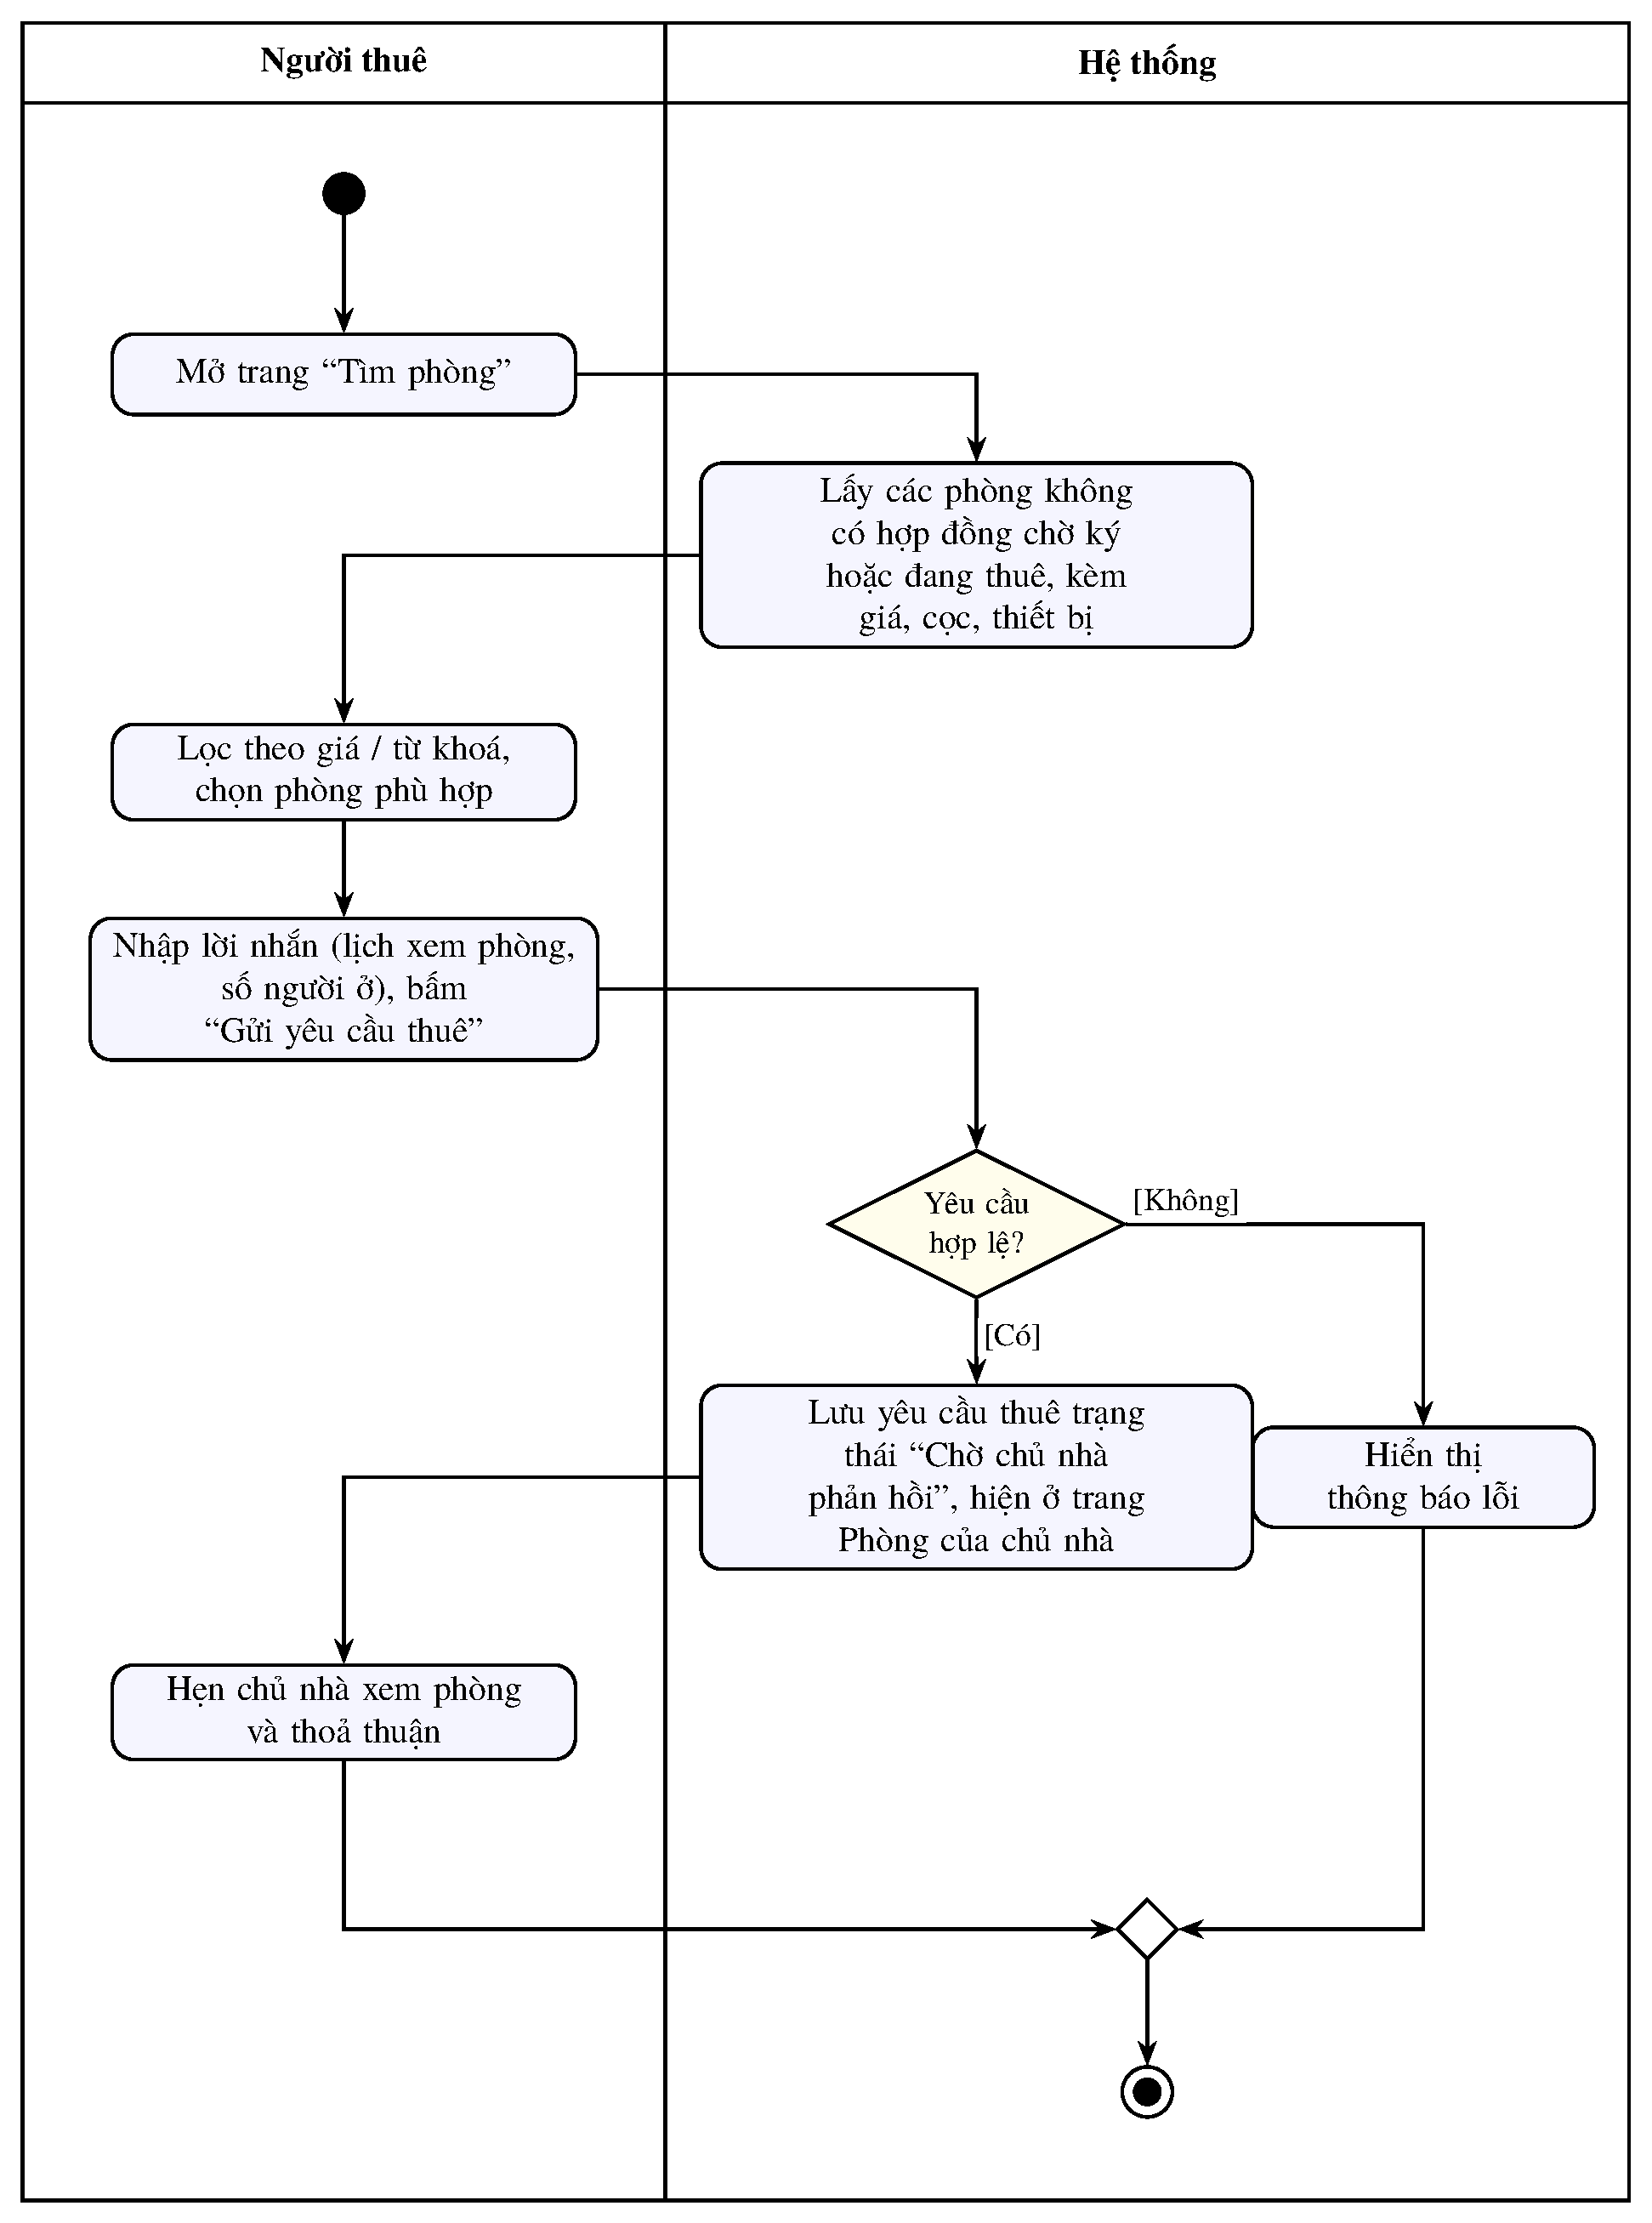 Người thuê
Hệ thống
Mở trang “Tìm phòng”
Lấy các phòng không
có hợp đồng chờ ký
hoặc đang thuê, kèm
giá, cọc, thiết bị
Lọc theo giá / từ khoá,
chọn phòng phù hợp
Nhập lời nhắn (lịch xem phòng,
số người ở), bấm
“Gửi yêu cầu thuê”
Yêu cầu
hợp lệ?
[Không]
[Có]
Lưu yêu cầu thuê trạng
thái “Chờ chủ nhà
phản hồi”, hiện ở trang
Phòng của chủ nhà
Hiển thị
thông báo lỗi
Hẹn chủ nhà xem phòng
và thoả thuận